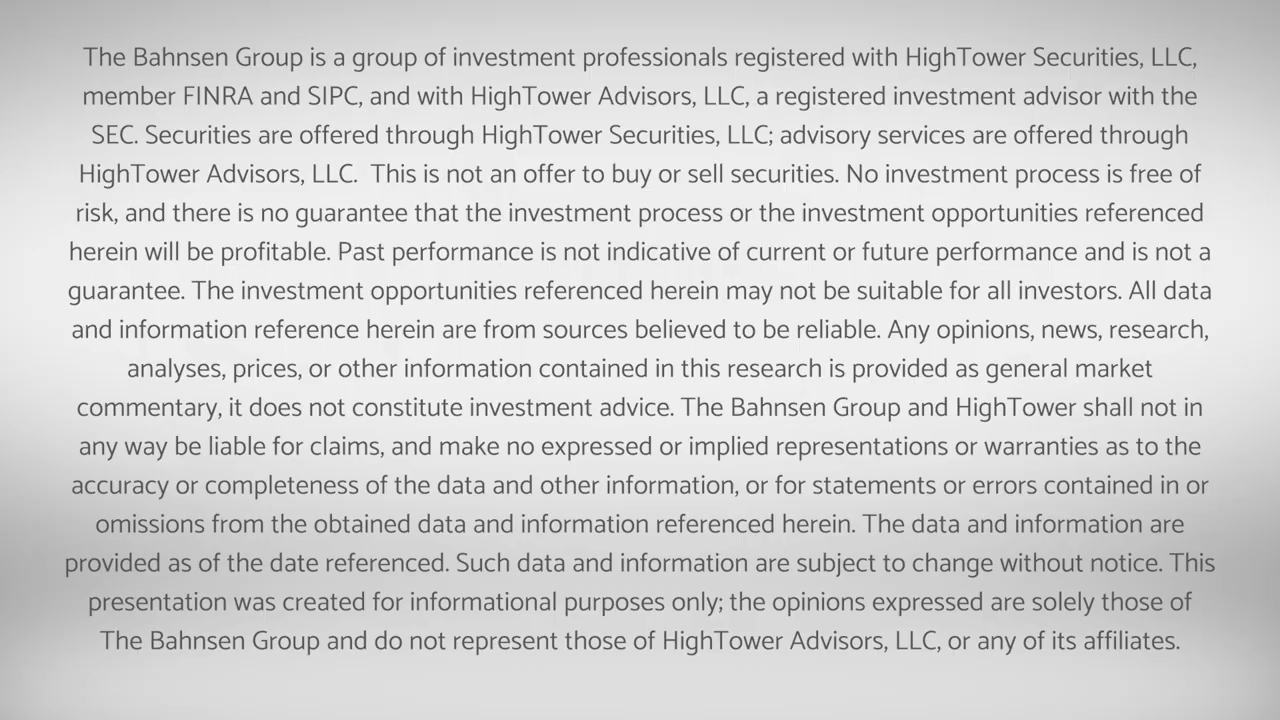 The Bahnsen Group is a group of investment professionals registered with HighTower Securities, LLC,
member FINRA and SIPC, and with HighTower Advisors, LLC, a registered investment advisor with the
SEC. Securities are offered through HighTower Securities, LLC; advisory services are offered through
HighTower Advisors, LLC.  This is not an offer to buy or sell securities. No investment process is free of
risk, and there is no guarantee that the investment process or the investment opportunities referenced
herein will be profitable. Past performance is not indicative of current or future performance and is not a
guarantee. The investment opportunities referenced herein may not be suitable for all investors. All data
and information reference herein are from sources believed to be reliable. Any opinions, news, research,
analyses, prices, or other information contained in this research is provided as general market
commentary, it does not constitute investment advice. The Bahnsen Group and HighTower shall not in
any way be liable for claims, and make no expressed or implied representations or warranties as to the
accuracy or completeness of the data and other information, or for statements or errors contained in or
omissions from the obtained data and information referenced herein. The data and information are
provided as of the date referenced. Such data and information are subject to change without notice. This
presentation was created for informational purposes only; the opinions expressed are solely those of
The Bahnsen Group and do not represent those of HighTower Advisors, LLC, or any of its affiliates.